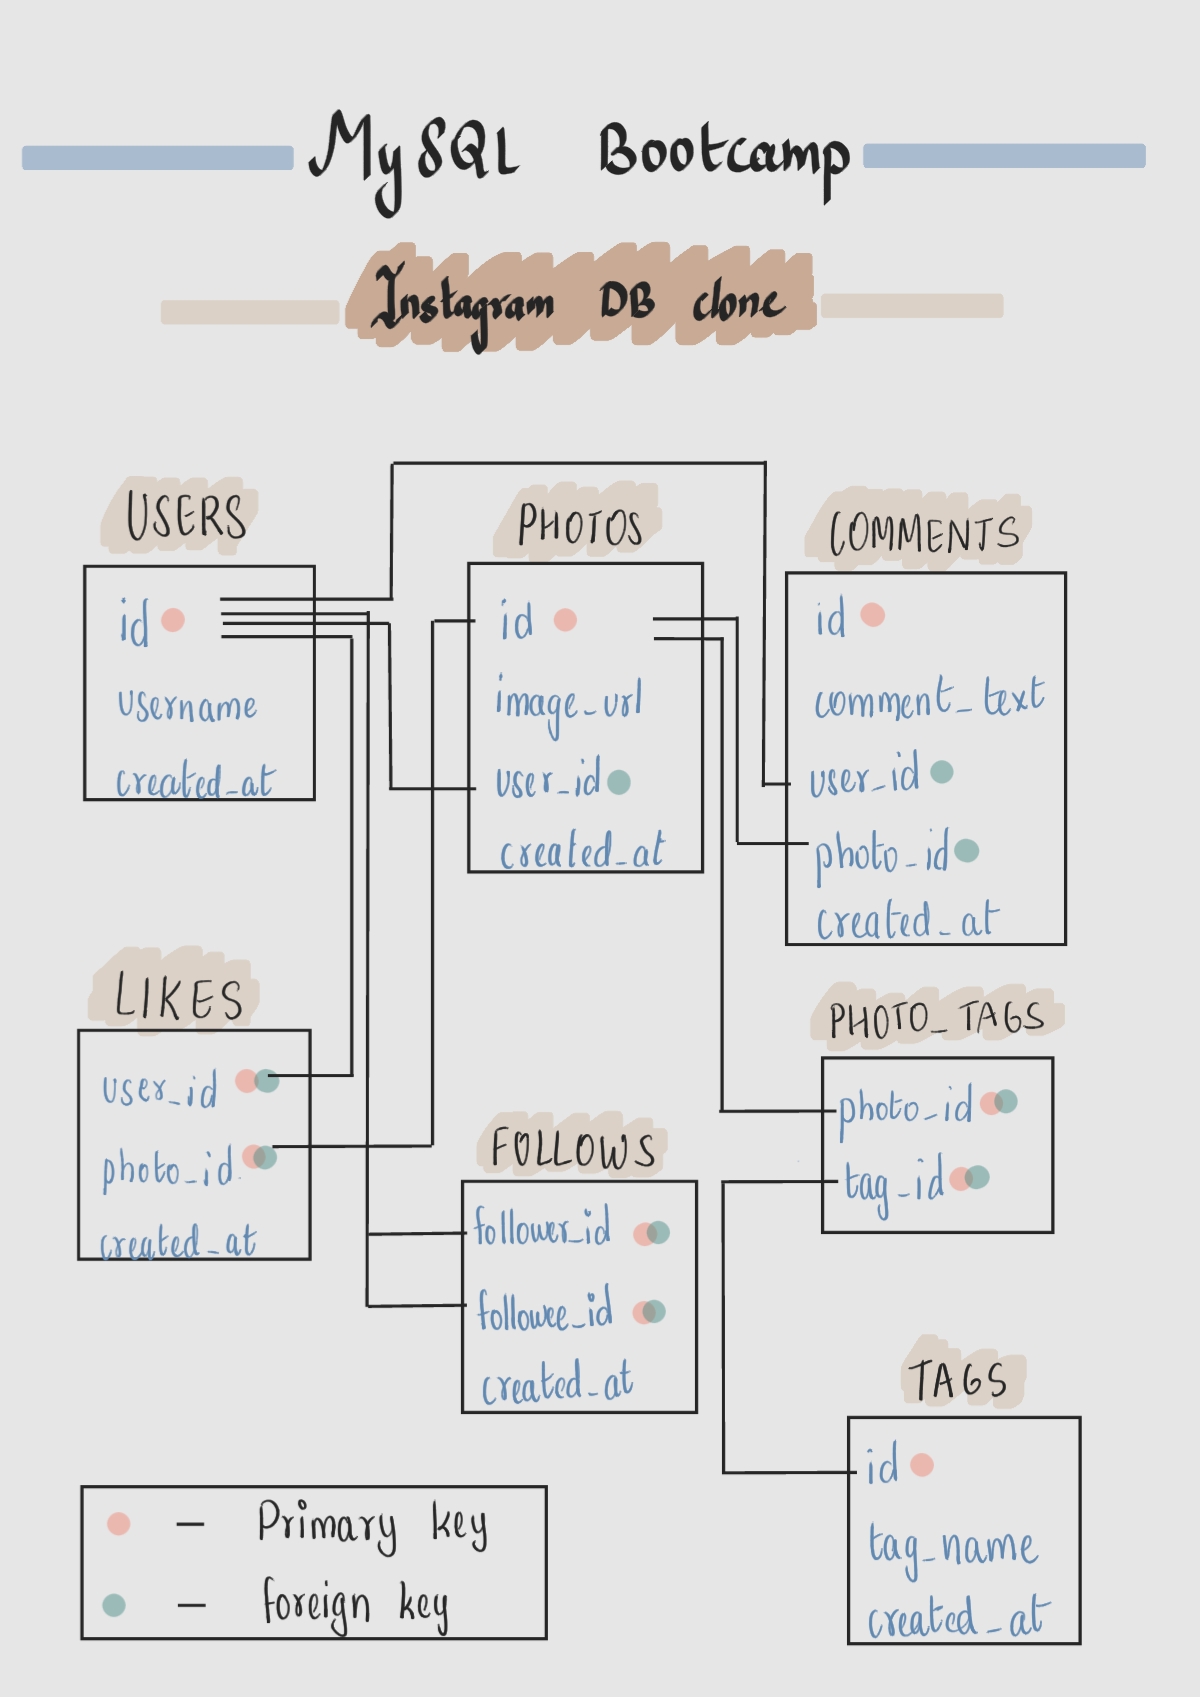 MySQL Bootcamp
Instagram DB clone
USERS
id
username
created_at
PHOTOS
id
image_url
user_id
created_at
COMMENTS
id
comment_text
user_id
photo_id
created_at
LIKES
user_id
photo_id
created_at
FOLLOWS
follower_id
followee_id
created_at
PHOTO_TAGS
photo_id
tag_id
TAGS
id
tag_name
created_at
— Primary key
— foreign key